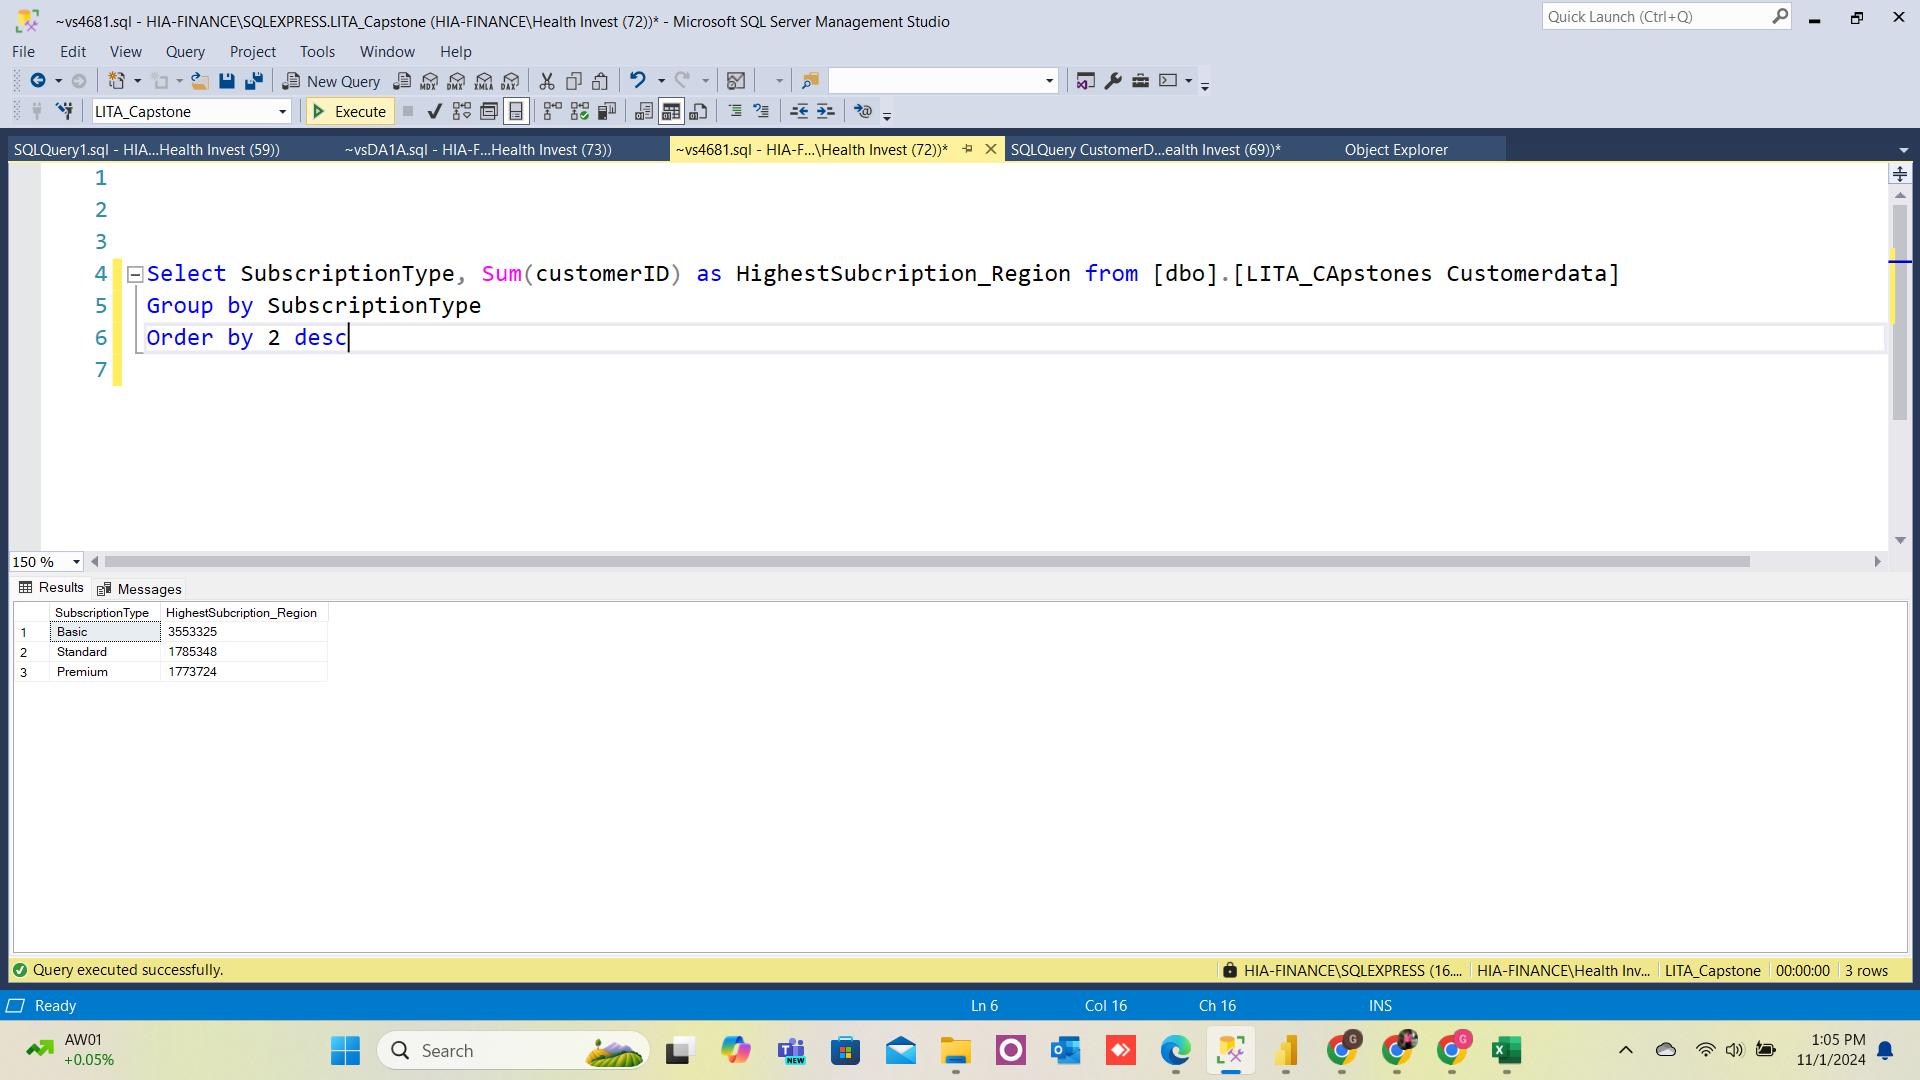 ~vs4681.sql - HIA-FINANCE\SQLEXPRESS.LITA_Capstone (HIA-FINANCE\Health Invest (72))* - Microsoft SQL Server Management Studio
Quick Launch (Ctrl+Q)
File Edit View Query Project Tools Window Help
New Query MDX DMX XMLA DAX
LITA_Capstone Execute
SQLQuery1.sql - HIA...Health Invest (59)) ~vsDA1A.sql - HIA-F...Health Invest (73)) ~vs4681.sql - HIA-F...\Health Invest (72))* SQLQuery CustomerD...ealth Invest (69))* Object Explorer
1
2
3
4 Select SubscriptionType, Sum(customerID) as HighestSubcription_Region from [dbo].[LITA_CApstones Customerdata]
5 Group by SubscriptionType
6 Order by 2 desc
7
150 %
Results Messages
SubscriptionType HighestSubcription_Region
1 Basic 3553325
2 Standard 1785348
3 Premium 1773724
Query executed successfully. HIA-FINANCE\SQLEXPRESS (16.... HIA-FINANCE\Health Inv... LITA_Capstone 00:00:00 3 rows
Ready Ln 6 Col 16 Ch 16 INS
AW01
+0.05%
Search
NEW
G
G
1:05 PM
11/1/2024